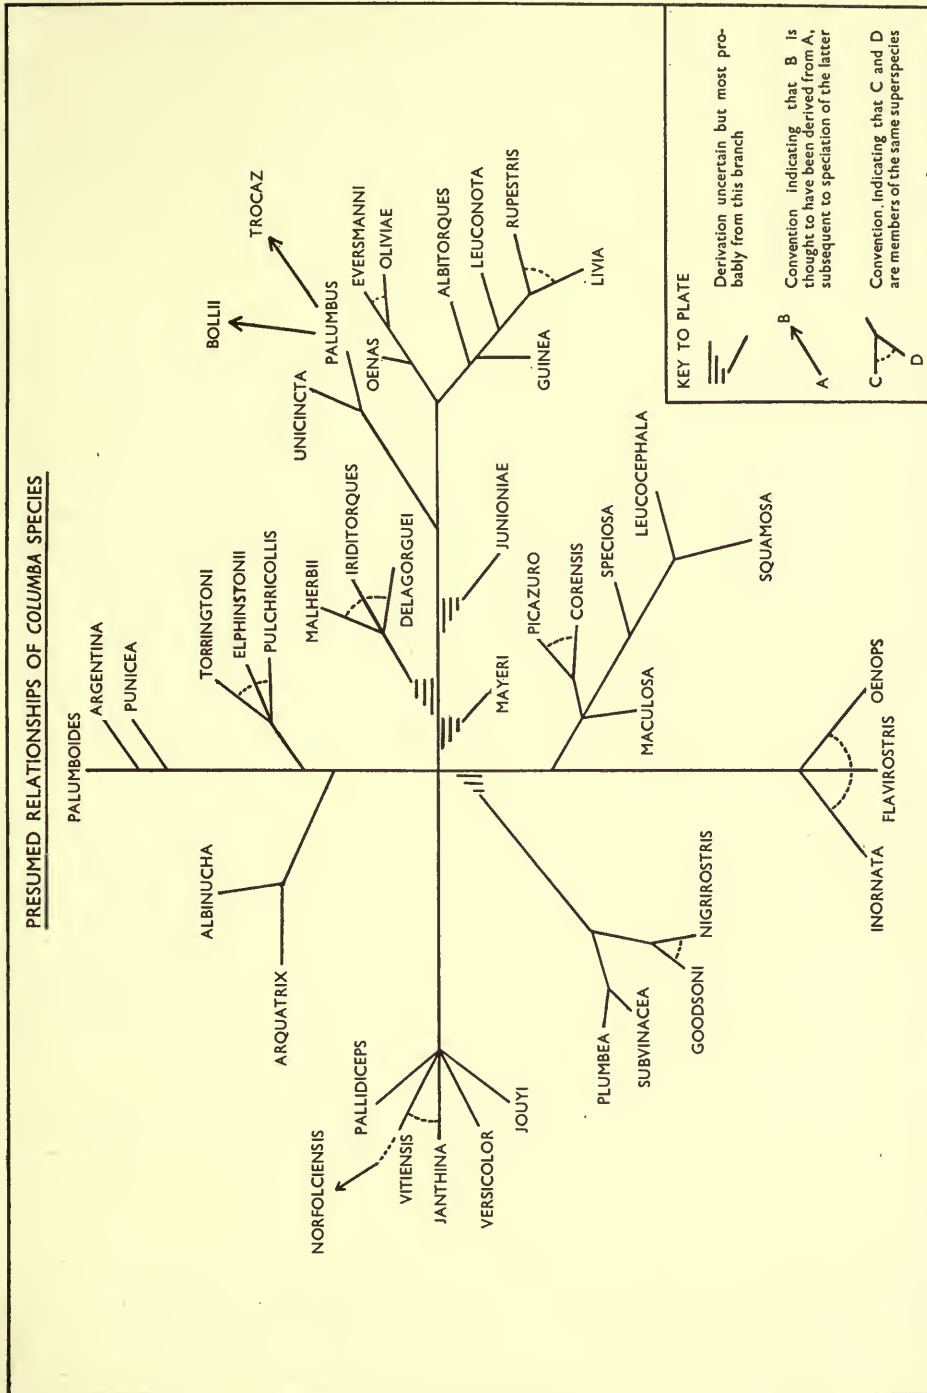 PRESUMED RELATIONSHIPS OF COLUMBA SPECIES
PALUMBOIDES
ARGENTINA
PUNICEA
TORRINGTONI
ELPHINSTONII
PULCHRICOLLIS
ALBINUCHA
ARQUATRIX
MALHERBII
IRIDITORQUES
DELAGORGUEI
UNICINCTA
PALUMBUS
BOLLII
TROCAZ
OENAS
EVERSMANNI
OLIVIAE
ALBITORQUES
LEUCONOTA
RUPESTRIS
LIVIA
GUINEA
JUNIONIAE
MAYERI
NORFOLCIENSIS
PALLIDICEPS
VITIENSIS
JANTHINA
VERSICOLOR
JOUYI
PLUMBEA
SUBVINACEA
GOODSONI
NIGRIROSTRIS
PICAZURO
CORENSIS
SPECIOSA
LEUCOCEPHALA
SQUAMOSA
MACULOSA
INORNATA
FLAVIROSTRIS
OENOPS
KEY TO PLATE
Derivation uncertain but most pro-
bably from this branch
A
B
Convention indicating that B is
thought to have been derived from A,
subsequent to speciation of the latter
C
D
Convention. Indicating that C and D
are members of the same superspecies